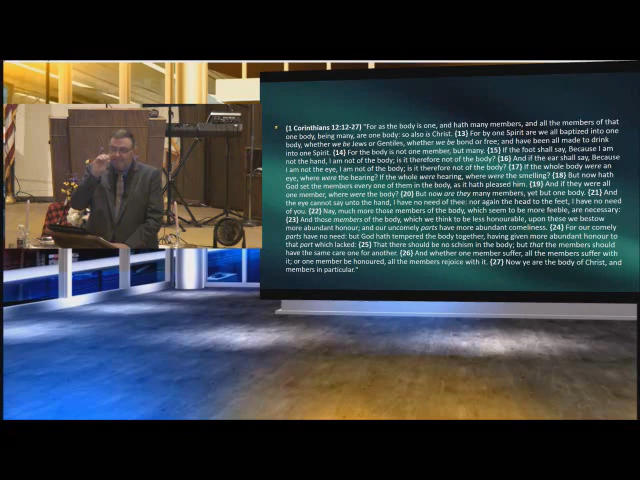 (1 Corinthians 12:12-27) "For as the body is one, and hath many members, and all the members of that
one body, being many, are one body: so also is Christ. {13} For by one Spirit are we all baptized into one
body, whether we be Jews or Gentiles, whether we be bond or free; and have been all made to drink
into one Spirit. {14} For the body is not one member, but many. {15} If the foot shall say, Because I am
not the hand, I am not of the body; is it therefore not of the body? {16} And if the ear shall say, Because
I am not the eye, I am not of the body; is it therefore not of the body? {17} If the whole body were an
eye, where were the hearing? If the whole were hearing, where were the smelling? {18} But now hath
God set the members every one of them in the body, as it hath pleased him. {19} And if they were all
one member, where were the body? {20} But now are they many members, yet but one body. {21} And
the eye cannot say unto the hand, I have no need of thee: nor again the head to the feet, I have no need
of you. {22} Nay, much more those members of the body, which seem to be more feeble, are necessary:
{23} And those members of the body, which we think to be less honourable, upon these we bestow
more abundant honour; and our uncomely parts have more abundant comeliness. {24} For our comely
parts have no need: but God hath tempered the body together, having given more abundant honour to
that part which lacked: {25} That there should be no schism in the body; but that the members should
have the same care one for another. {26} And whether one member suffer, all the members suffer with
it; or one member be honoured, all the members rejoice with it. {27} Now ye are the body of Christ, and
members in particular."